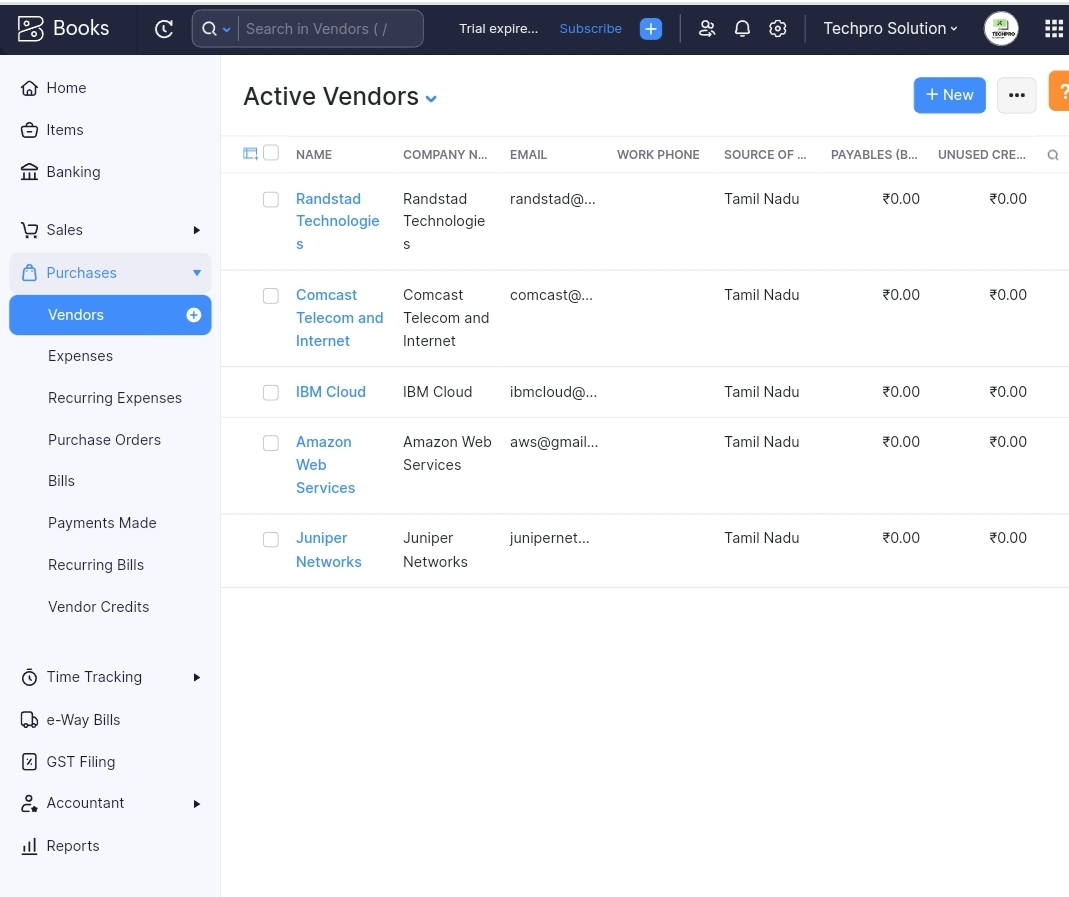 Books
Search in Vendors ( /
Trial expire...
Subscribe
Techpro Solution
TECHPRO
Home
Items
Banking
Sales
Purchases
Vendors
Expenses
Recurring Expenses
Purchase Orders
Bills
Payments Made
Recurring Bills
Vendor Credits
Time Tracking
e-Way Bills
GST Filing
Accountant
Reports
Active Vendors
+ New
?
NAME COMPANY N... EMAIL WORK PHONE SOURCE OF ... PAYABLES (B... UNUSED CRE...
Randstad Randstad randstad@... Tamil Nadu ₹0.00 ₹0.00
Technologie Technologie
s s
Comcast Comcast comcast@... Tamil Nadu ₹0.00 ₹0.00
Telecom and Telecom and
Internet Internet
IBM Cloud IBM Cloud ibmcloud@... Tamil Nadu ₹0.00 ₹0.00
Amazon Amazon Web aws@gmail... Tamil Nadu ₹0.00 ₹0.00
Web Services
Services
Juniper Juniper junipernet... Tamil Nadu ₹0.00 ₹0.00
Networks Networks